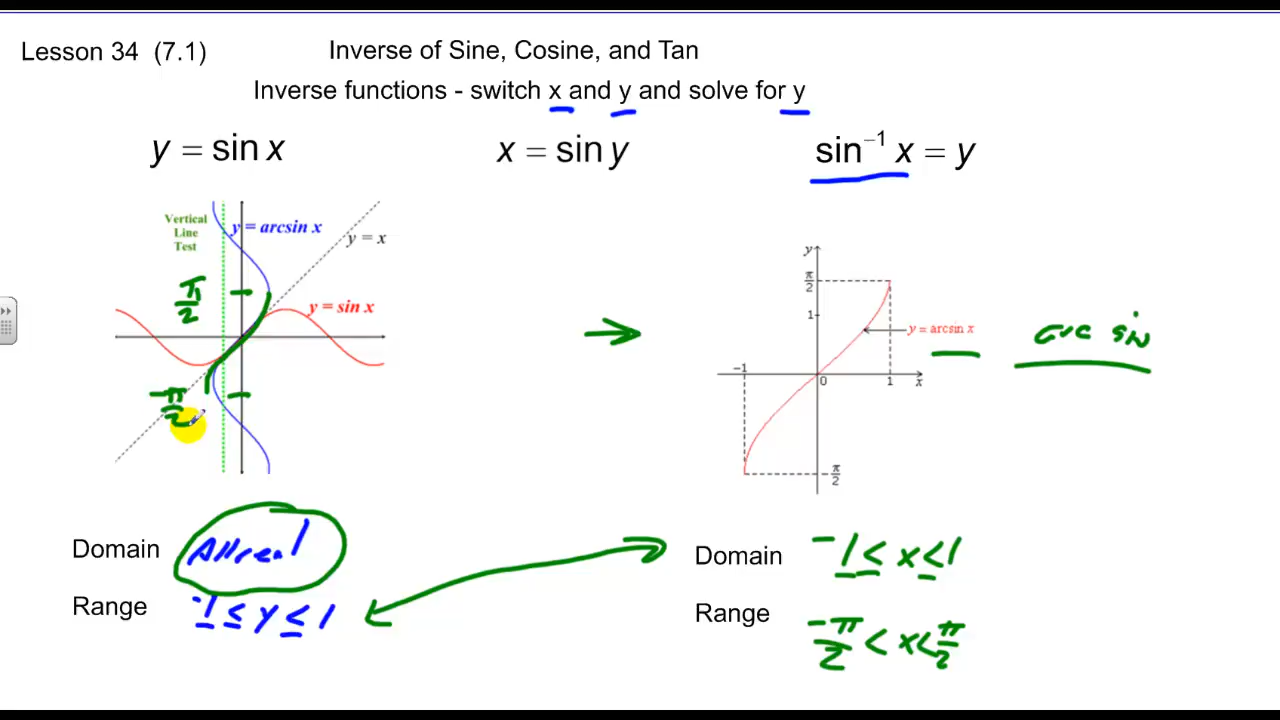 Lesson 34 (7.1) Inverse of Sine, Cosine, and Tan
Inverse functions - switch x and y and solve for y
y = sin x x = sin y sin⁻¹ x = y
Vertical
Line
Test
y = arcsin x
y = x
y = sin x
π/2
-π/2
y
π/2
1
y = arcsin x
-1 0 1 x
-π/2
arc sin
Domain All real
Range -1 ≤ y ≤ 1
Domain -1 ≤ x ≤ 1
Range -π/2 < x < π/2